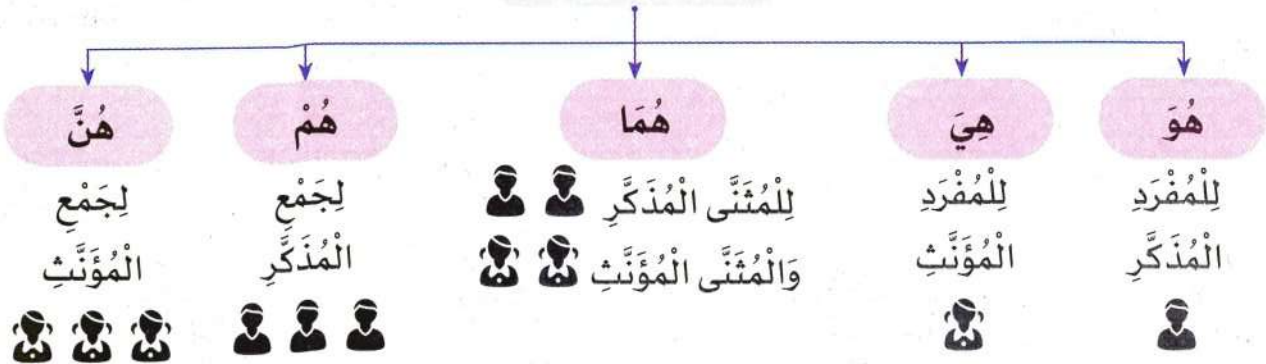 هُوَ
لِلْمُفْرَدِ
الْمُذَكَّرِ
هِيَ
لِلْمُفْرَدِ
الْمُؤَنَّثِ
هُمَا
لِلْمُثَنَّى الْمُذَكَّرِ
وَالْمُثَنَّى الْمُؤَنَّثِ
هُمْ
لِجَمْعِ
الْمُذَكَّرِ
هُنَّ
لِجَمْعِ
الْمُؤَنَّثِ